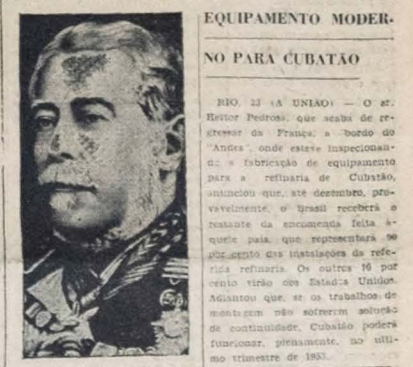 EQUIPAMENTO MODER-
NO PARA CUBATÃO
RIO, 23 (A UNIÃO) — O sr.
Heitor Pedrosa, que acaba de re-
gressar da França, a bordo do
"Andes", onde esteve inspecionan-
do a fabricação de equipamento
para a refinaria de Cubatão,
anunciou que, até dezembro, pro-
vavelmente, o Brasil receberá o
restante da encomenda feita á-
quele país, que representará 90
por cento das instalações da refe-
rida refinaria. Os outros 10 por
cento virão dos Estados Unidos.
Adiantou que, se os trabalhos de
montagem não sofrerem solução
de continuidade, Cubatão poderá
funcionar, plenamente, no ulti-
mo trimestre de 1953.